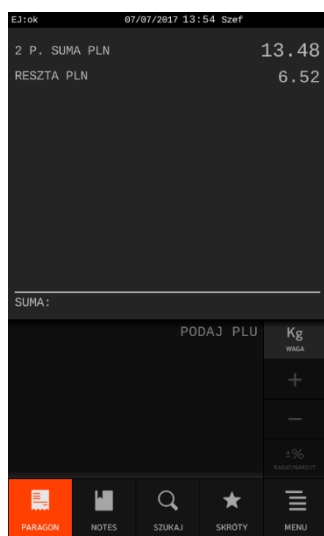 EJ:ok 07/07/2017 13:54 Szef
2 P. SUMA PLN 13.48
RESZTA PLN 6.52
SUMA:
PODAJ PLU
Kg
WAGA
+
−
±%
RABAT/NARZUT
PARAGON NOTES SZUKAJ SKRÓTY MENU